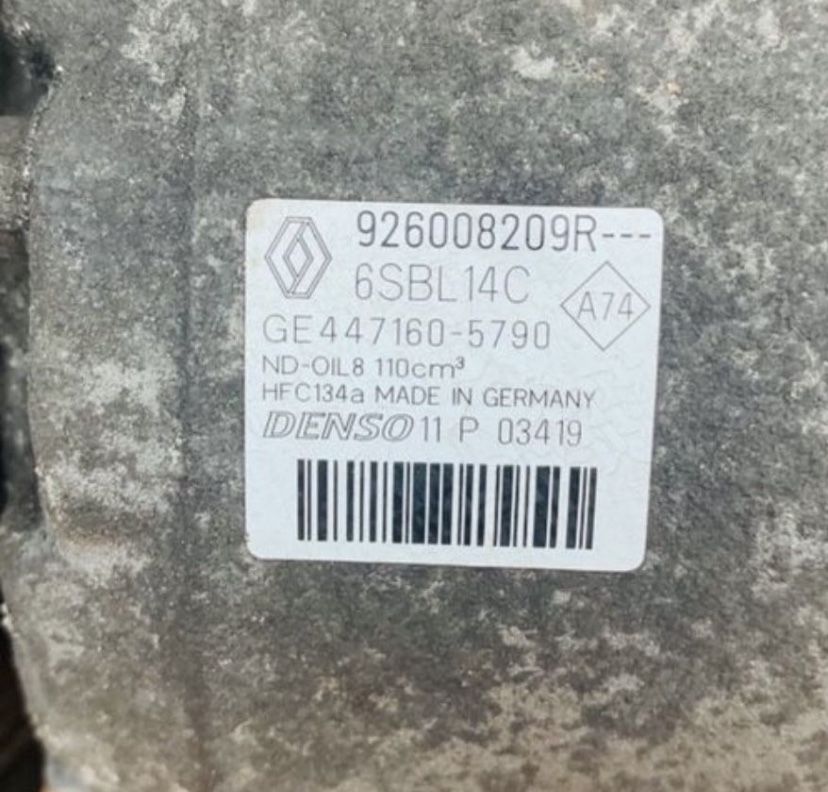 926008209R---
6SBL14C
A74
GE447160-5790
ND-OIL8 110cm³
HFC134a MADE IN GERMANY
DENSO 11 P 03419